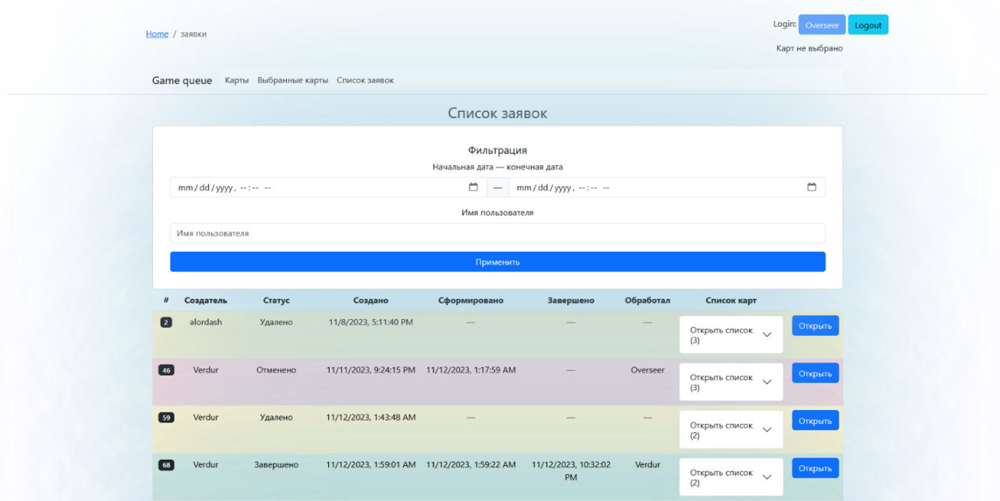 Login: Overseer Logout
Home / заявки
Карт не выбрано
Game queue Карты Выбранные карты Список заявок
Список заявок
Фильтрация
Начальная дата — конечная дата
mm/dd/yyyy, --:-- -- — mm/dd/yyyy, --:-- --
Имя пользователя
Имя пользователя
Применить
# Создатель Статус Создано Сформировано Завершено Обработал Список карт
2 alordash Удалено 11/8/2023, 5:11:40 PM — — — Открыть список (3) Открыть
46 Verdur Отменено 11/11/2023, 9:24:15 PM 11/12/2023, 1:17:59 AM — Overseer Открыть список (3) Открыть
59 Verdur Удалено 11/12/2023, 1:43:48 AM — — — Открыть список (2) Открыть
68 Verdur Завершено 11/12/2023, 1:59:01 AM 11/12/2023, 1:59:22 AM 11/12/2023, 10:32:02 PM Verdur Открыть список (2) Открыть